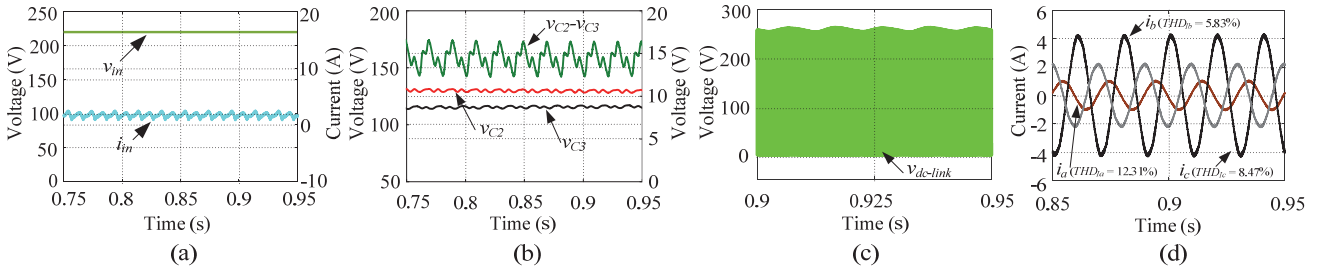 250
200
150
100
50
0
Voltage (V)
v_in
i_in
20
10
0
-10
Current (A)
0.75 0.8 0.85 0.9 0.95
Time (s)
(a)
200
150
100
50
Voltage (V)
v_C2-v_C3
v_C2
v_C3
20
15
10
5
0
Voltage (V)
0.75 0.8 0.85 0.9 0.95
Time (s)
(b)
300
200
100
0
Voltage (V)
v_dc-link
0.9 0.925 0.95
Time (s)
(c)
6
4
2
0
-2
-4
-6
Current (A)
i_b (THD_Ib = 5.83%)
i_a (THD_Ia = 12.31%)
i_c (THD_Ic = 8.47%)
0.85 0.9 0.95
Time (s)
(d)